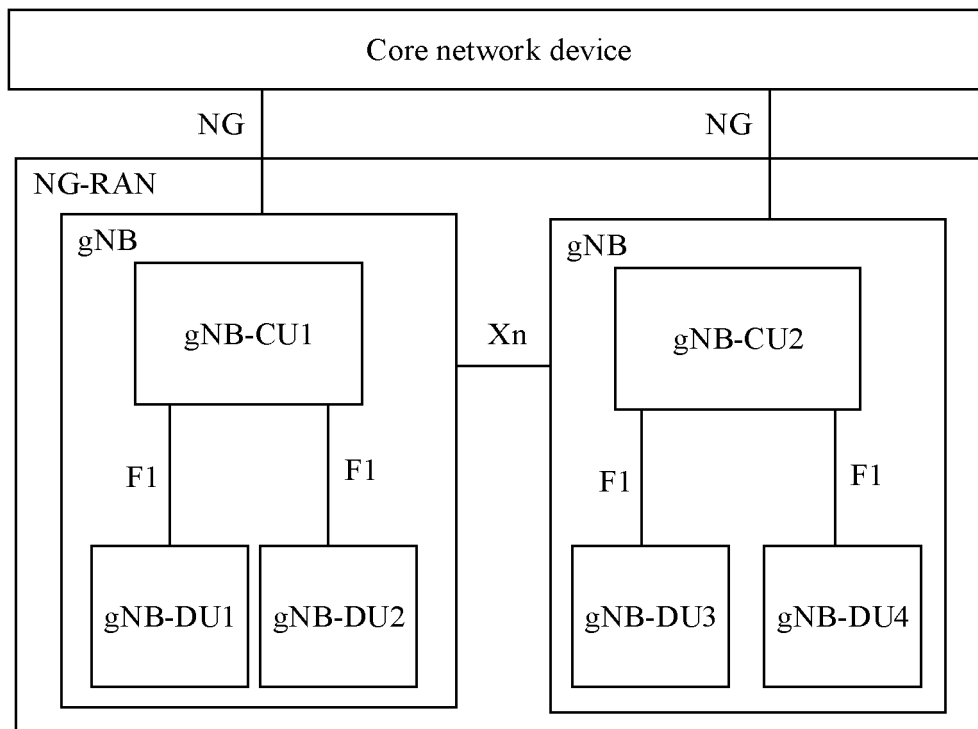 Core network device
NG
NG
NG-RAN
gNB
gNB
gNB-CU1
Xn
gNB-CU2
F1
F1
F1
F1
gNB-DU1
gNB-DU2
gNB-DU3
gNB-DU4